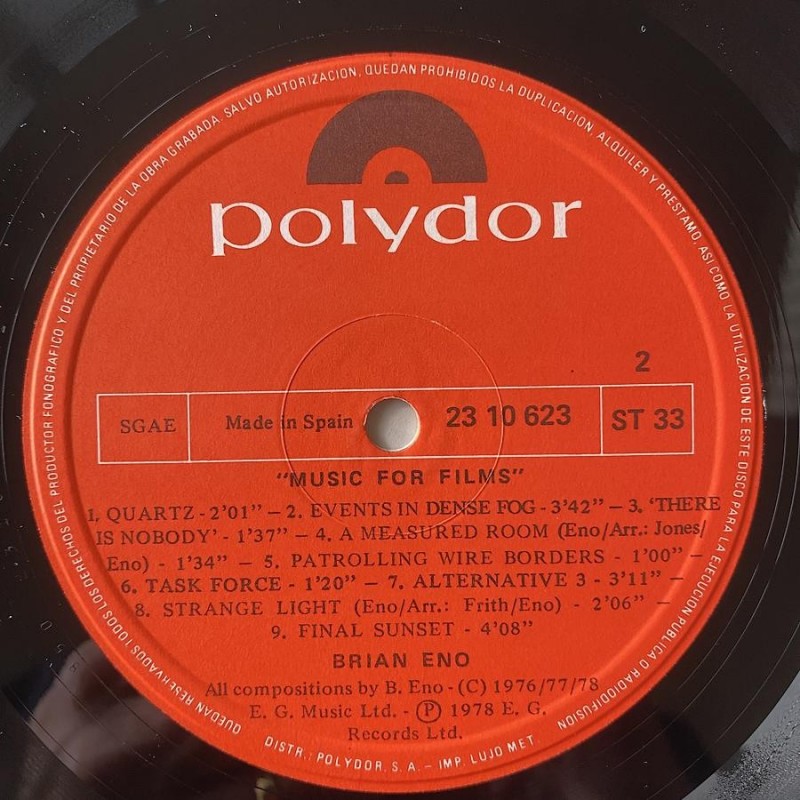 QUEDAN RESERVADOS TODOS LOS DERECHOS DEL PRODUCTOR FONOGRAFICO Y DEL PROPIETARIO DE LA OBRA GRABADA. SALVO AUTORIZACION, QUEDAN PROHIBIDOS LA DUPLICACION, ALQUILER Y PRESTAMO, ASI COMO LA UTILIZACION DE ESTE DISCO PARA LA EJECUCION PUBLICA O RADIODIFUSION
polydor
2
SGAE Made in Spain 23 10 623 ST 33
"MUSIC FOR FILMS"
1. QUARTZ - 2'01" — 2. EVENTS IN DENSE FOG - 3'42" — 3. 'THERE
IS NOBODY' - 1'37" — 4. A MEASURED ROOM (Eno/Arr.: Jones/
Eno) - 1'34" — 5. PATROLLING WIRE BORDERS - 1'00" —
6. TASK FORCE - 1'20" — 7. ALTERNATIVE 3 - 3'11" —
8. STRANGE LIGHT (Eno/Arr.: Frith/Eno) - 2'06" —
9. FINAL SUNSET - 4'08"
BRIAN ENO
All compositions by B. Eno - (C) 1976/77/78
E. G. Music Ltd. - Ⓟ 1978 E. G.
Records Ltd.
DISTR.: POLYDOR, S. A. — IMP. LUJO MET.